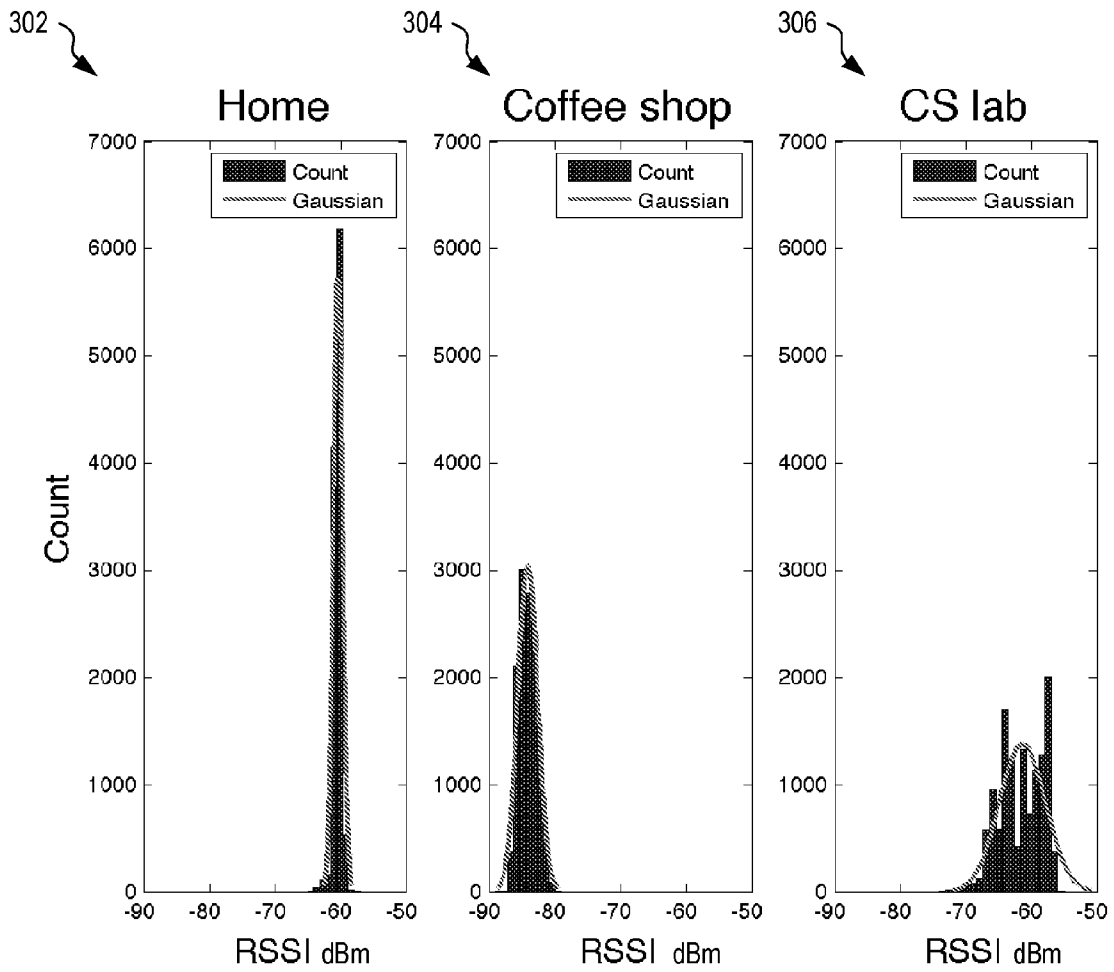 302 304 306
Home Coffee shop CS lab
7000 7000 7000
Count Count Count
Gaussian Gaussian Gaussian
6000 6000 6000
5000 5000 5000
4000 4000 4000
Count
3000 3000 3000
2000 2000 2000
1000 1000 1000
0 0 0
-90 -80 -70 -60 -50 -90 -80 -70 -60 -50 -90 -80 -70 -60 -50
RSSI dBm RSSI dBm RSSI dBm